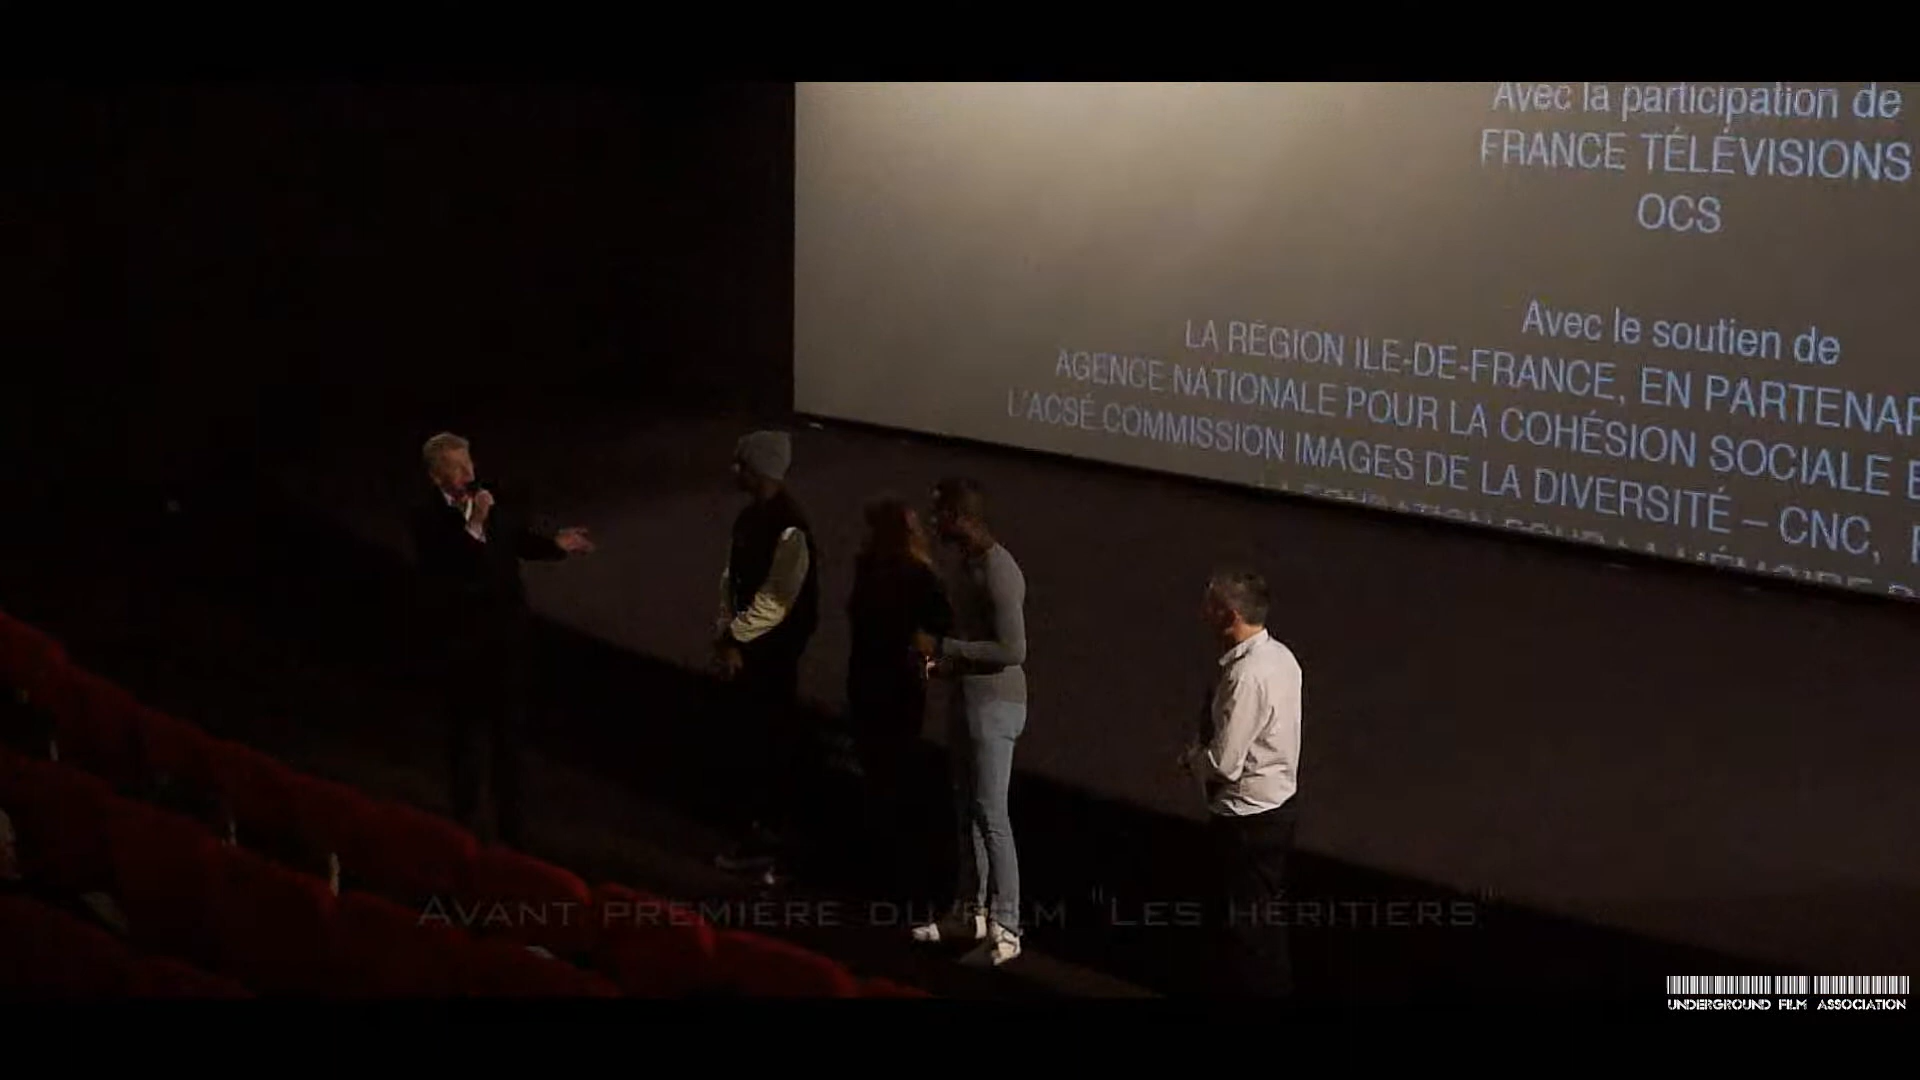 Avec la participation de
FRANCE TÉLÉVISIONS
OCS
Avec le soutien de
LA RÉGION ILE-DE-FRANCE, EN PARTENAR
AGENCE NATIONALE POUR LA COHÉSION SOCIALE E
L'ACSÉ COMMISSION IMAGES DE LA DIVERSITÉ – CNC,
AVANT PREMIÈRE DU FILM "LES HÉRITIERS"
UNDERGROUND FILM ASSOCIATION